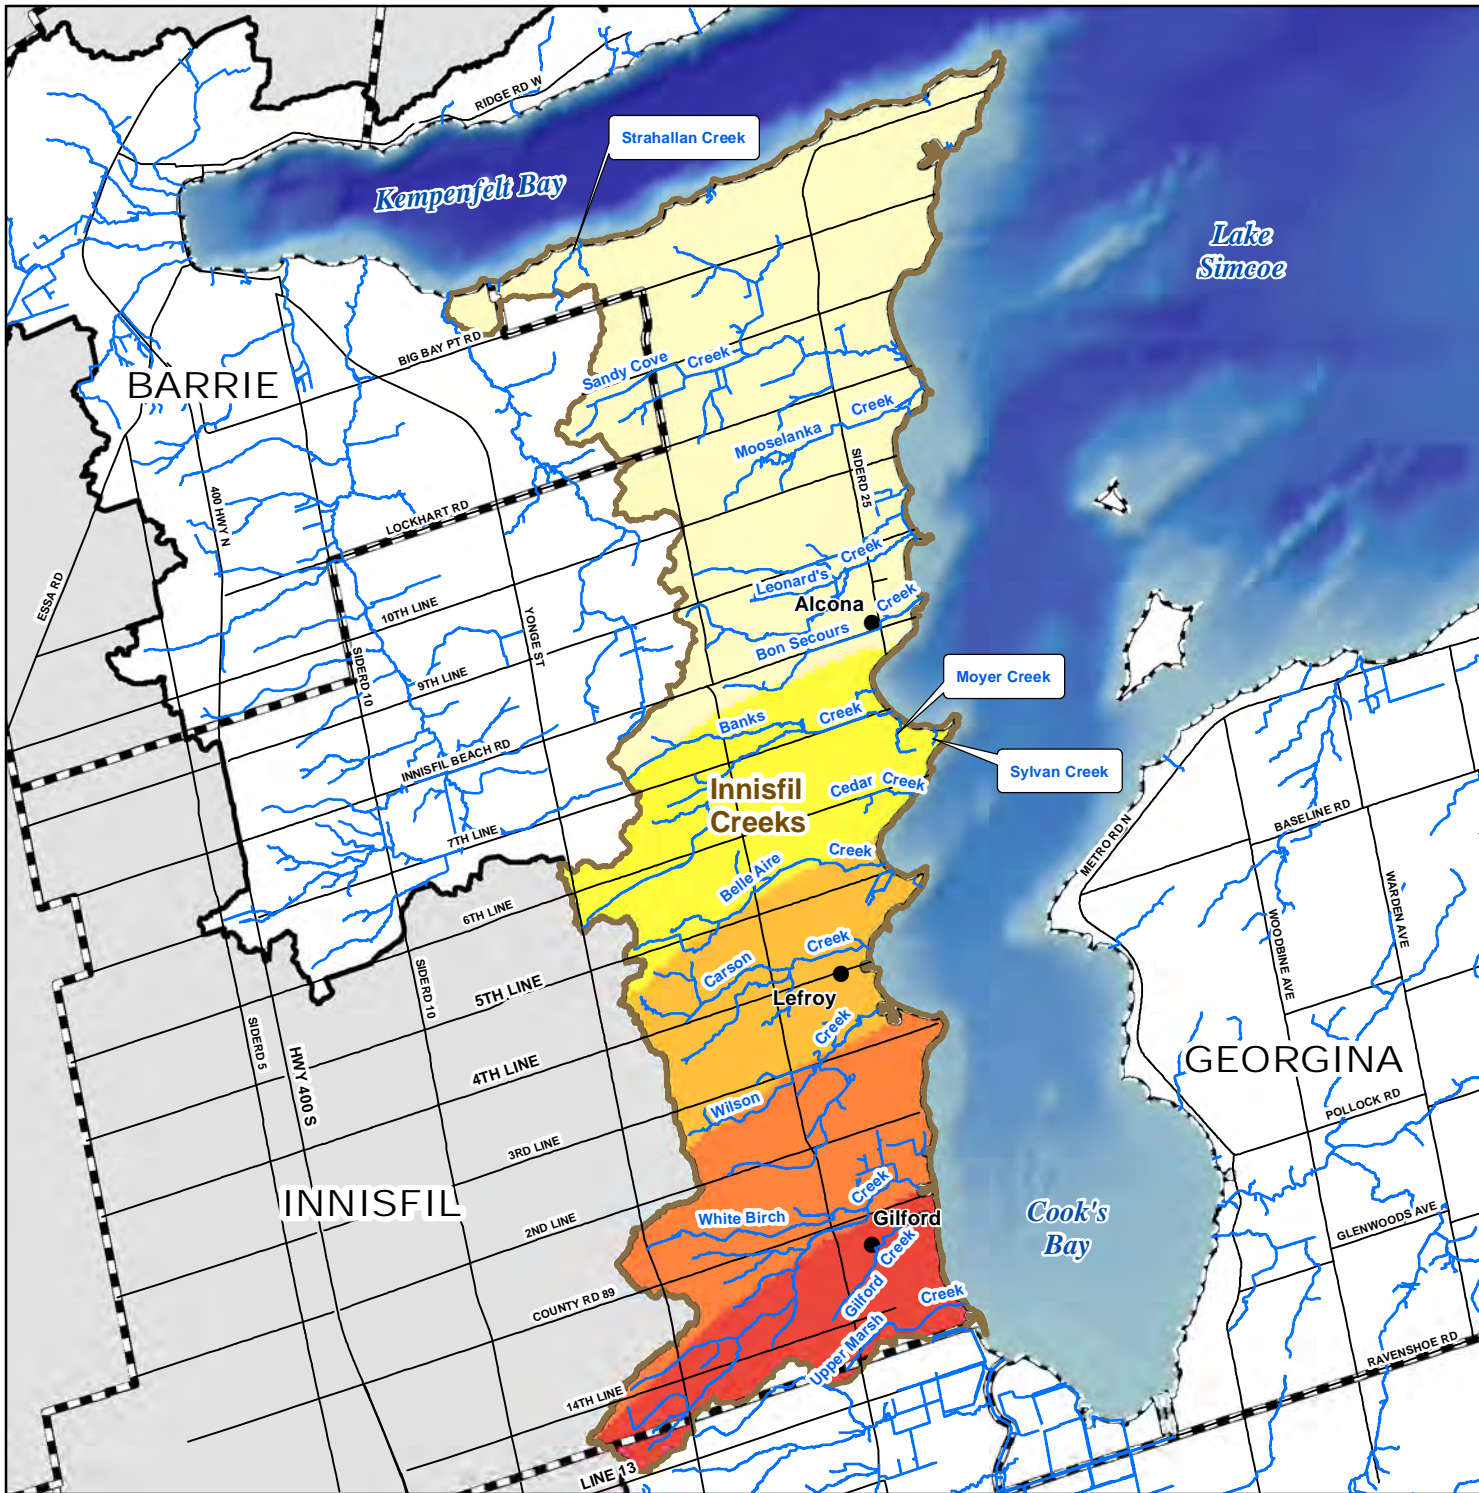 RIDGE RD W
Strahallan Creek
Kempenfelt Bay
Lake
Simcoe
BIG BAY PT RD
BARRIE
Sandy Cove
Creek
Mooselanka
Creek
SIDERD 25
400 HWY N
LOCKHART RD
ESSA RD
10TH LINE
YONGE ST
Leonard's
Creek
Alcona
Creek
Bon Secours
SIDERD 10
9TH LINE
Moyer Creek
Banks
Creek
INNISFIL BEACH RD
Sylvan Creek
Innisfil
Creeks
Cedar
Creek
7TH LINE
BASELINE RD
METRO RD N
Belle Aire
Creek
WARDEN AVE
WOODBINE AVE
6TH LINE
Carson
Creek
SIDERD 10
5TH LINE
Lefroy
SIDERD 5
HWY 400 S
4TH LINE
Creek
GEORGINA
Wilson
POLLOCK RD
3RD LINE
INNISFIL
White Birch
Creek
2ND LINE
Gilford
Cook's
Bay
GLENWOODS AVE
Gilford
Creek
COUNTY RD 89
Upper Marsh
Creek
RAVENSHOE RD
14TH LINE
LINE 13